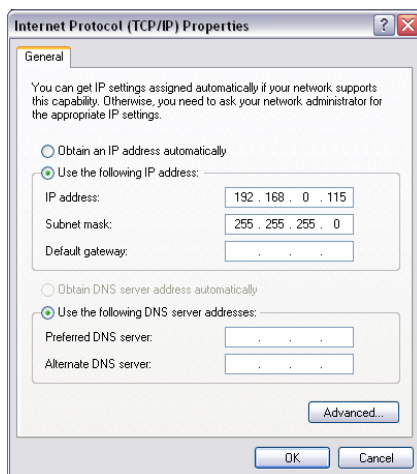 Internet Protocol (TCP/IP) Properties
General
You can get IP settings assigned automatically if your network supports
this capability. Otherwise, you need to ask your network administrator for
the appropriate IP settings.
Obtain an IP address automatically
Use the following IP address:
IP address: 192 . 168 . 0 . 115
Subnet mask: 255 . 255 . 255 . 0
Default gateway: . . .
Obtain DNS server address automatically
Use the following DNS server addresses:
Preferred DNS server: . . .
Alternate DNS server: . . .
Advanced...
OK Cancel